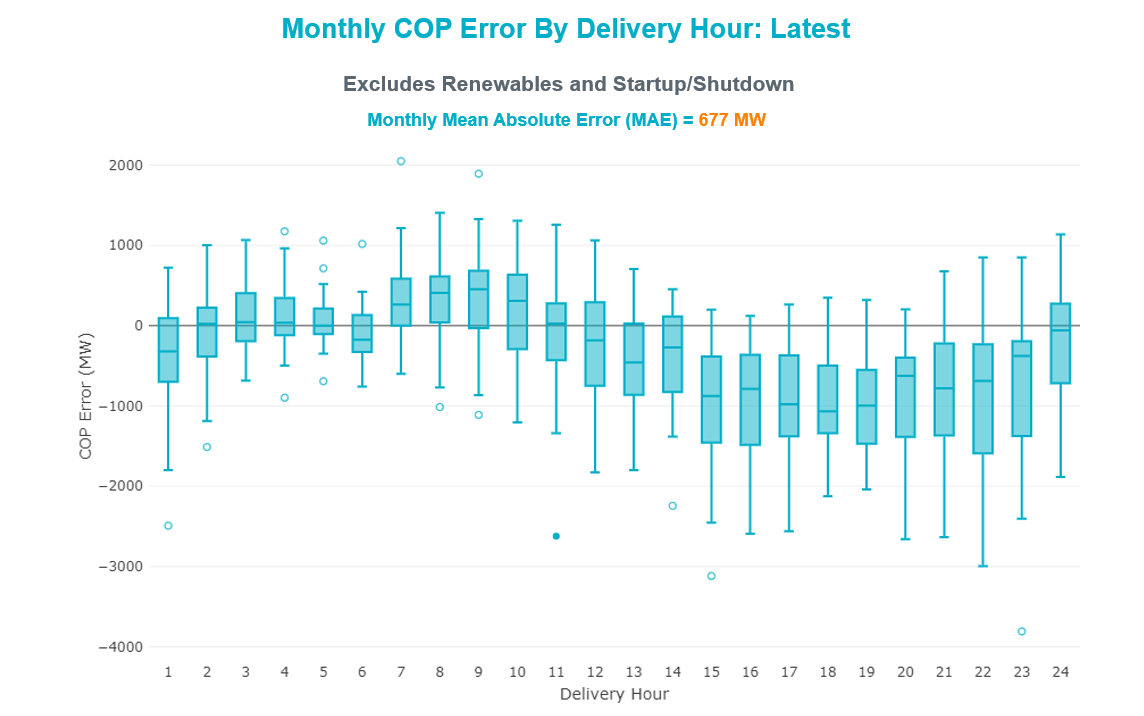 Monthly COP Error By Delivery Hour: Latest
Excludes Renewables and Startup/Shutdown
Monthly Mean Absolute Error (MAE) = 677 MW
COP Error (MW)
2000
1000
0
−1000
−2000
−3000
−4000
1 2 3 4 5 6 7 8 9 10 11 12 13 14 15 16 17 18 19 20 21 22 23 24
Delivery Hour